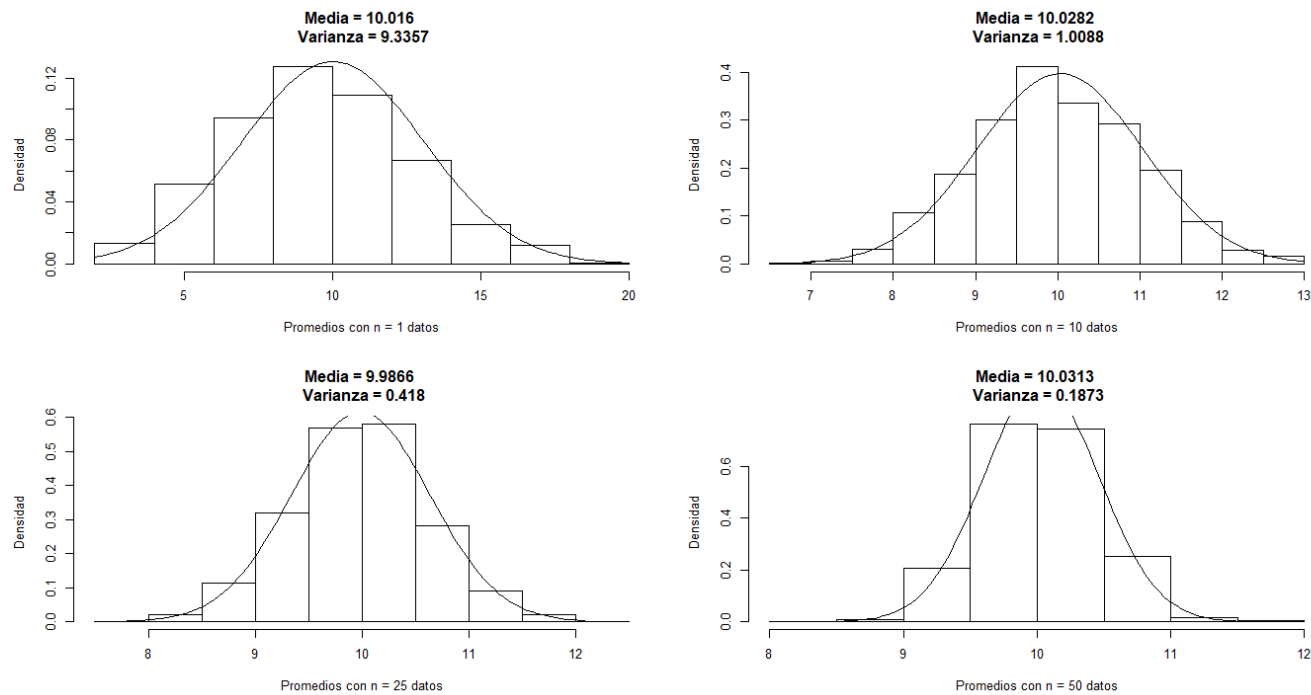 Media = 10.016
Varianza = 9.3357
Densidad
0.00
0.04
0.08
0.12
5
10
15
20
Promedios con n = 1 datos
Media = 10.0282
Varianza = 1.0088
Densidad
0.0
0.1
0.2
0.3
0.4
7
8
9
10
11
12
13
Promedios con n = 10 datos
Media = 9.9866
Varianza = 0.418
Densidad
0.0
0.1
0.2
0.3
0.4
0.5
0.6
8
9
10
11
12
Promedios con n = 25 datos
Media = 10.0313
Varianza = 0.1873
Densidad
0.0
0.2
0.4
0.6
8
9
10
11
12
Promedios con n = 50 datos